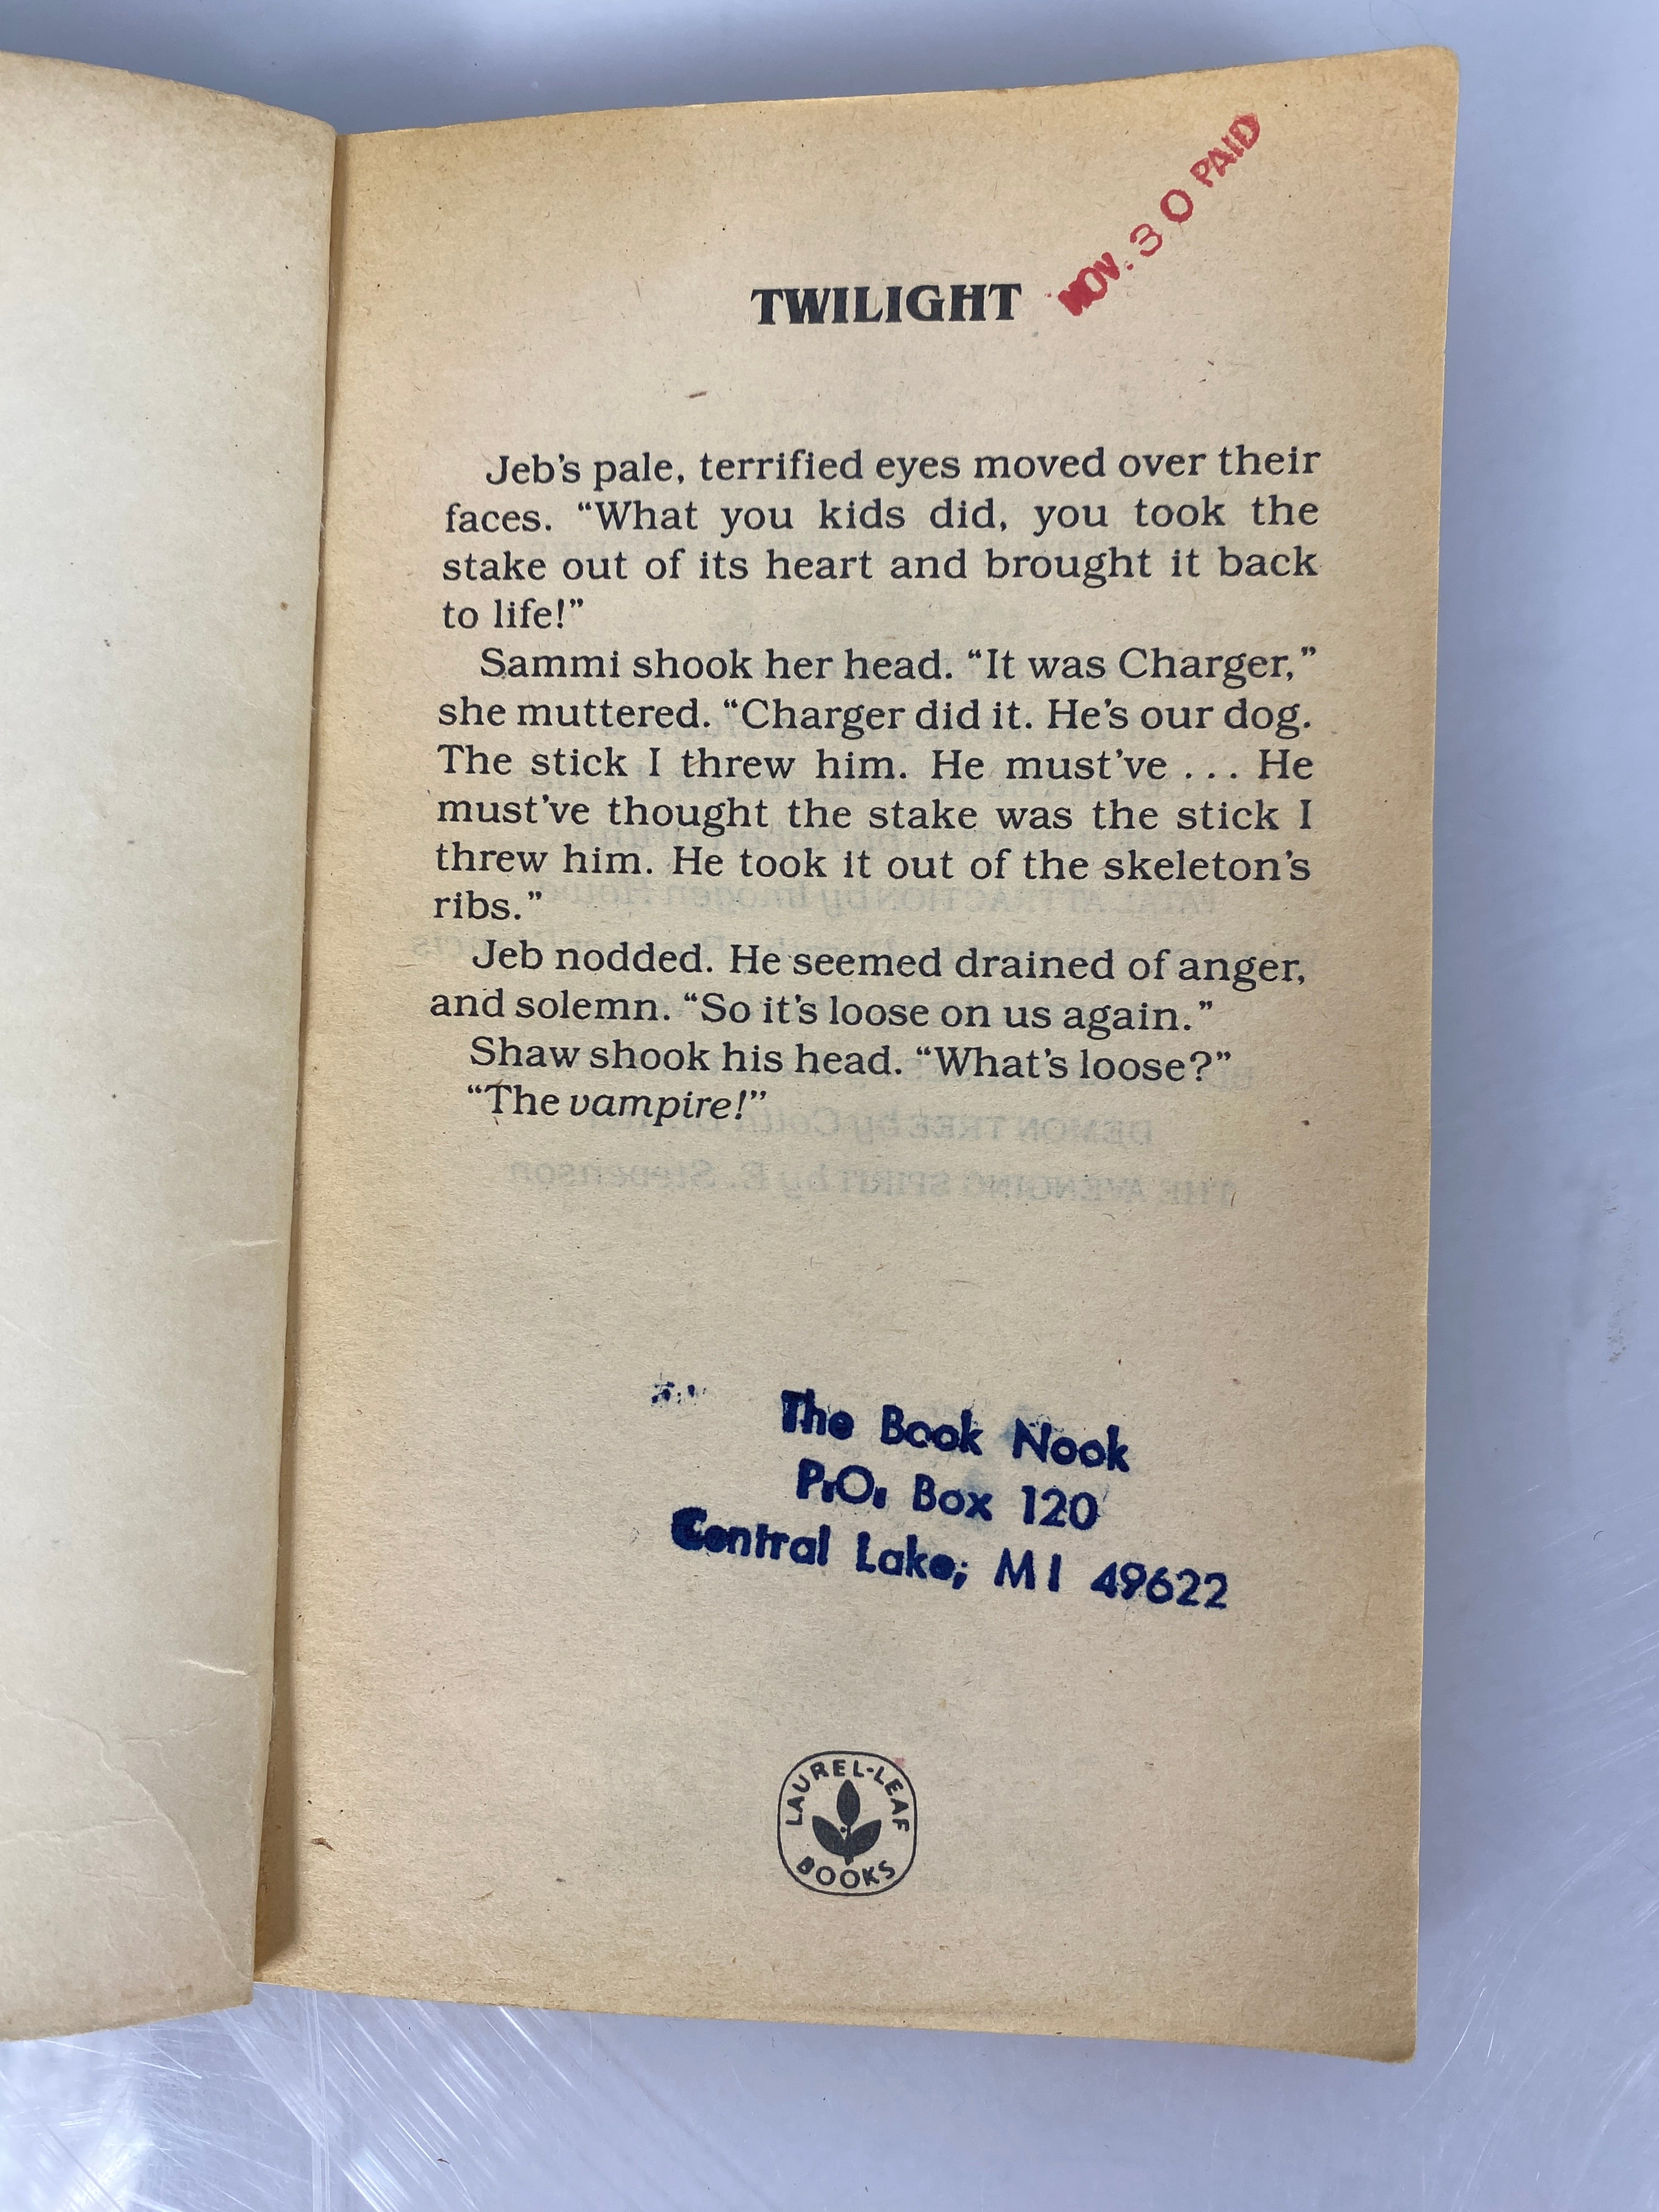 NOV. 30 PAID
TWILIGHT
Jeb's pale, terrified eyes moved over their
faces. “What you kids did, you took the
stake out of its heart and brought it back
to life!”
Sammi shook her head. “It was Charger,”
she muttered. “Charger did it. He's our dog.
The stick I threw him. He must've . . . He
must've thought the stake was the stick I
threw him. He took it out of the skeleton's
ribs.”
Jeb nodded. He seemed drained of anger,
and solemn. “So it's loose on us again.”
Shaw shook his head. “What's loose?”
“The vampire!”
The Book Nook
P.O. Box 120
Central Lake, MI 49622
LAUREL-LEAF
BOOKS